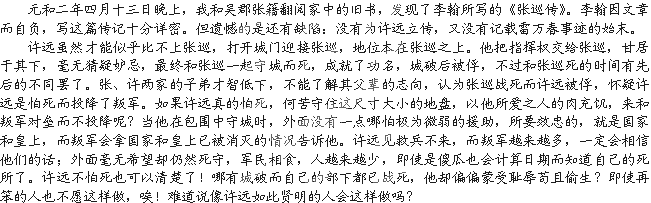 元和二年四月十三日晚上，我和吴郡张籍翻阅家中的旧书，发现了李翰所写的《张巡传》。李翰因文章
而自负，写这篇传记十分详密。但遗憾的是还有缺陷：没有为许远立传，又没有记载雷万春事迹的始末。
许远虽然才能似乎比不上张巡，打开城门迎接张巡，地位本在张巡之上。他把指挥权交给张巡，甘居
于其下，毫无猜疑妒忌，最终和张巡一起守城而死，成就了功名，城破后被俘，不过和张巡死的时间有先
后的不同罢了。张、许两家的子弟才智低下，不能了解其父辈的志向，认为张巡战死而许远被俘，怀疑许
远是怕死而投降了叛军。如果许远真的怕死，何苦守住这尺寸大小的地盘，以他所爱之人的肉充饥，来和
叛军对垒而不投降呢？当他在包围中守城时，外面没有一点哪怕极为微弱的援助，所要效忠的，就是国家
和皇上，而叛军会拿国家和皇上已被消灭的情况告诉他。许远见救兵不来，而叛军越来越多，一定会相信
他们的话；外面毫无希望却仍然死守，军民相食，人越来越少，即使是傻瓜也会计算日期而知道自己的死
所了。许远不怕死也可以清楚了！哪有城破而自己的部下都已战死，他却偏偏蒙受耻辱苟且偷生？即使再
笨的人也不愿这样做，唉！难道说像许远如此贤明的人会这样做吗？